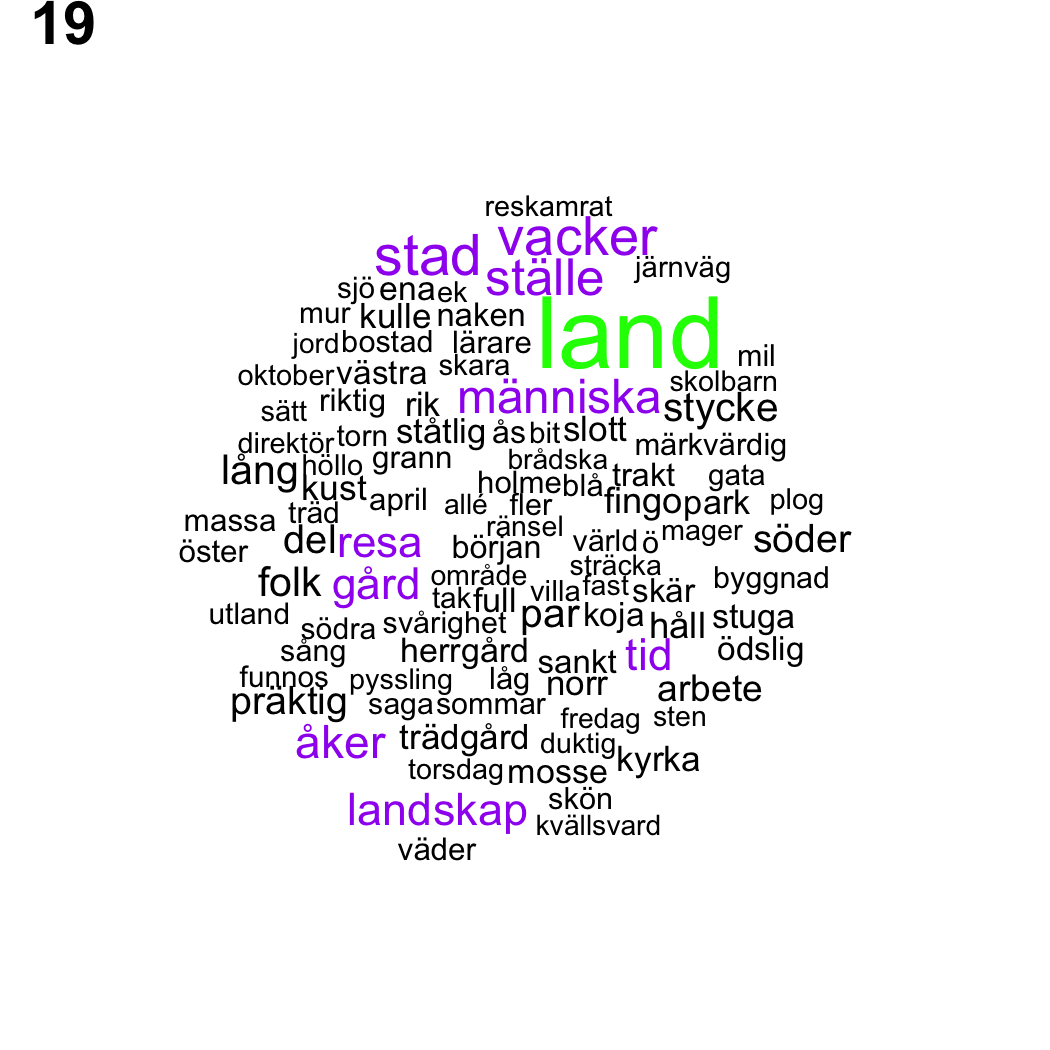 19
reskamrat
vacker
stad
ställe
järnväg
sjö ena ek
mur kulle naken
land
jord bostad lärare
mil
oktober västra skara
skolbarn
människa
sätt riktig rik
stycke
direktör torn ståtlig ås bit slott
märkvärdig
lång höllo grann brådska
trakt gata
kust april holme blå
allé fler fingo park plog
massa träd
ränsel
öster del resa början värld ö mager söder
sträcka
folk gård område
villa fast skär byggnad
tak full
utland
par koja
södra svårighet
håll stuga
sång herrgård sankt tid ödslig
funnos pyssling låg norr
präktig saga sommar
arbete
fredag sten
åker trädgård duktig
kyrka
torsdag mosse
landskap skön
kvällsvard
väder